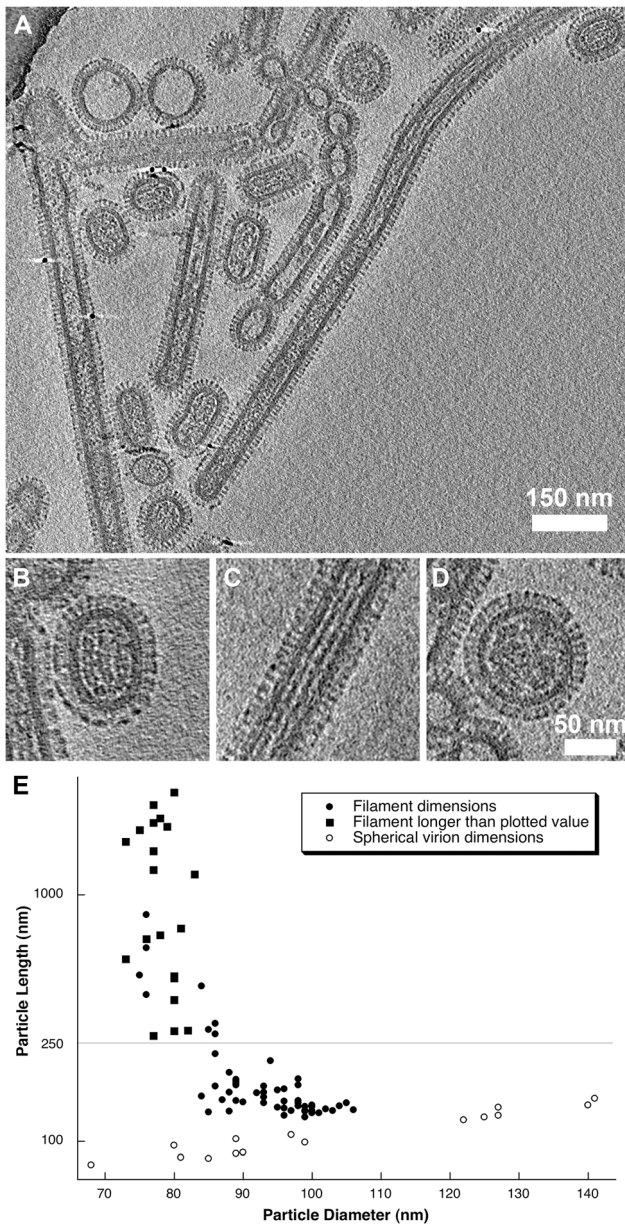 A
150 nm
B
C
D
50 nm
E
Filament dimensions
Filament longer than plotted value
Spherical virion dimensions
1000
250
100
Particle Length (nm)
70 80 90 100 110 120 130 140
Particle Diameter (nm)